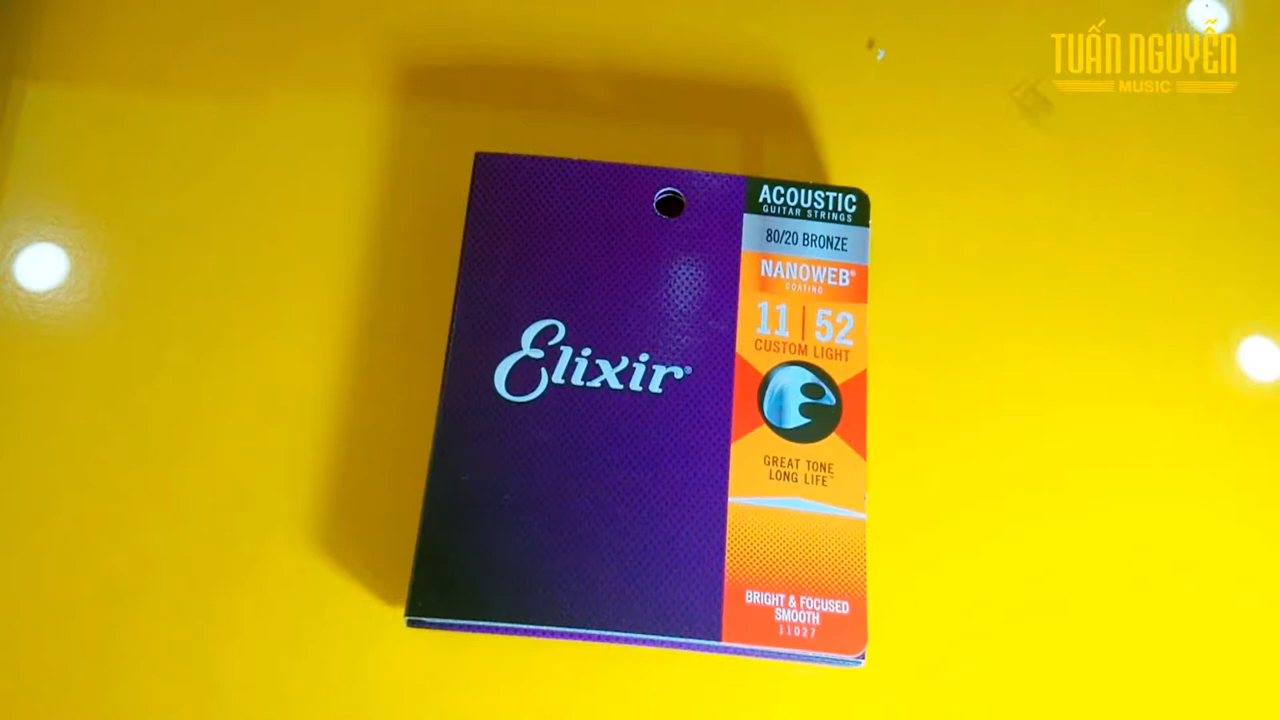 TUẤN NGUYỄN
MUSIC
ACOUSTIC
GUITAR STRINGS
80/20 BRONZE
NANOWEB®
COATING
11 | 52
CUSTOM LIGHT
Elixir®
GREAT TONE
LONG LIFE™
BRIGHT & FOCUSED
SMOOTH
11027